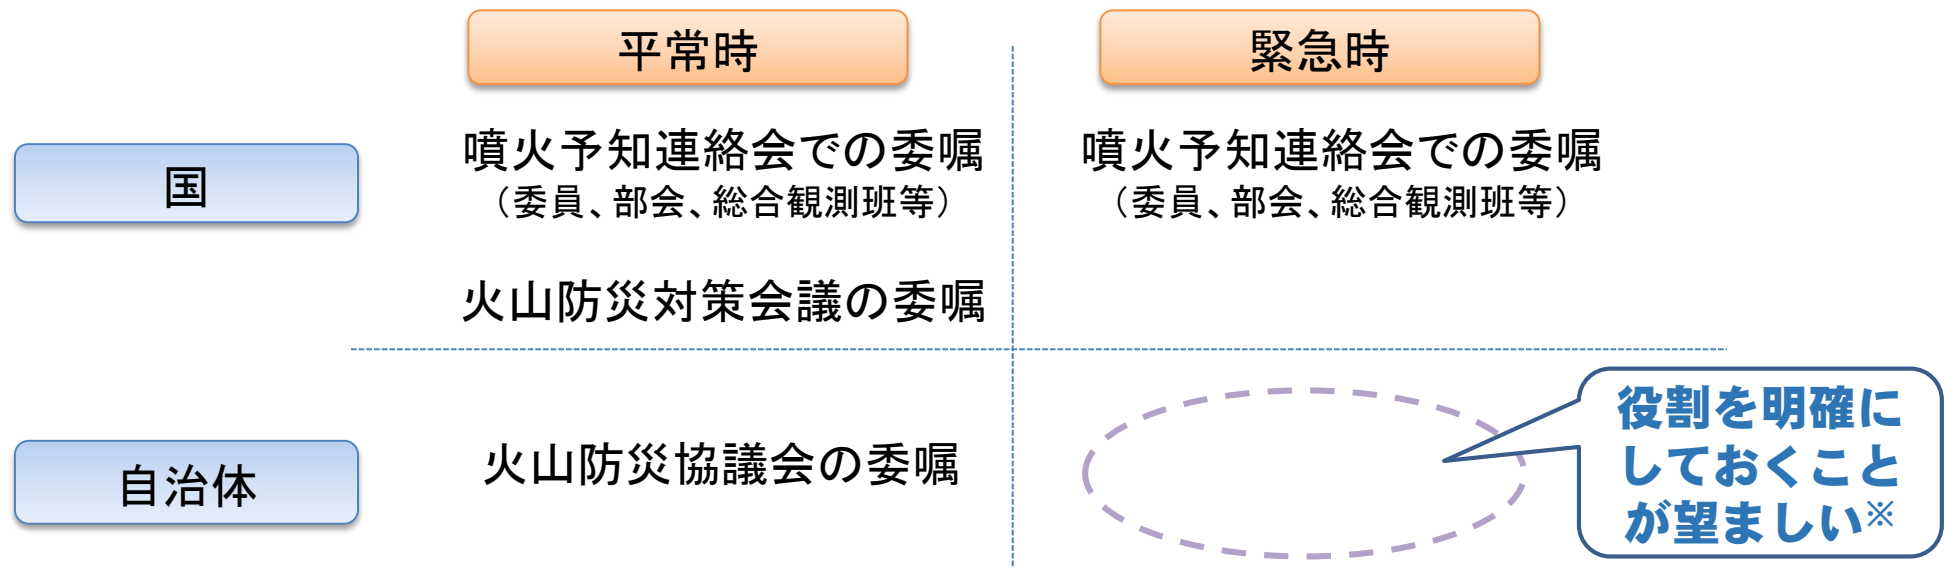 平常時
緊急時
国
噴火予知連絡会での委嘱
（委員、部会、総合観測班等）
噴火予知連絡会での委嘱
（委員、部会、総合観測班等）
火山防災対策会議の委嘱
自治体
火山防災協議会の委嘱
役割を明確に
しておくこと
が望ましい※